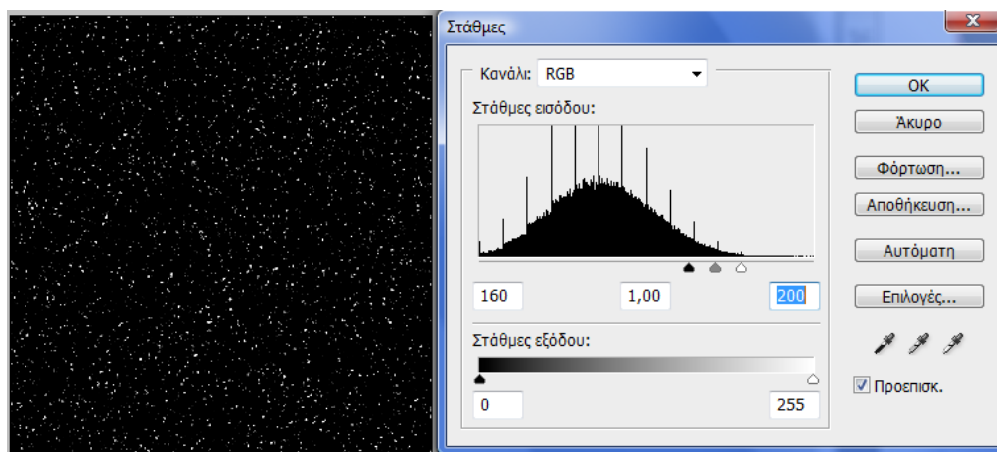 Στάθμες
Κανάλι: RGB
Στάθμες εισόδου:
160 1,00 200
Στάθμες εξόδου:
0 255
OK
Άκυρο
Φόρτωση...
Αποθήκευση...
Αυτόματη
Επιλογές...
Προεπισκ.